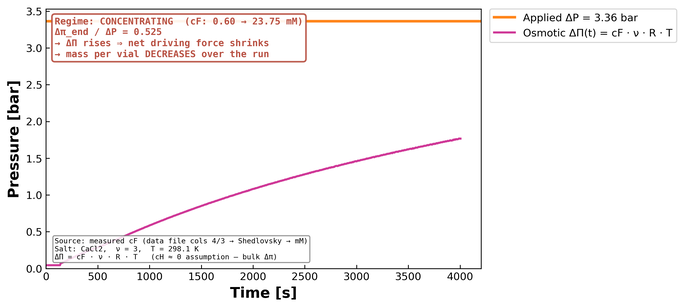 Regime: CONCENTRATING (cF: 0.60 → 23.75 mM)
Δπ_end / ΔP = 0.525
→ ΔΠ rises ⇒ net driving force shrinks
→ mass per vial DECREASES over the run
Applied ΔP = 3.36 bar
Osmotic ΔΠ(t) = cF · ν · R · T
Pressure [bar]
3.5
3.0
2.5
2.0
1.5
1.0
0.5
0.0
Source: measured cF (data file cols 4/3 → Shedlovsky → mM)
Salt: CaCl2, ν = 3, T = 298.1 K
ΔΠ = cF · ν · R · T (cH ≈ 0 assumption — bulk Δπ)
0 500 1000 1500 2000 2500 3000 3500 4000
Time [s]